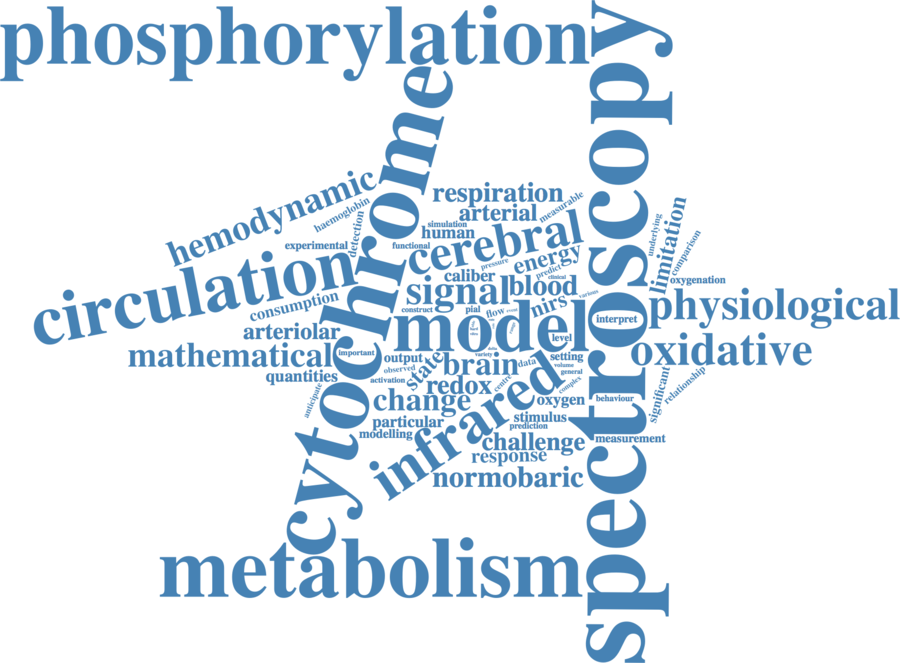 phosphorylation
spectroscopy
cytochrome
hemodynamic
haemoglobin
detection
respiration
arterial
measurable
simulation
human
experimental
functional
cerebral
energy
pressure
predict
clinical
circulation
caliber
signal
blood
nirs
various
underlying
limitation
comparison
oxygenation
consumption
construct
pial
flow
model
level
interpret
physiological
arteriolar
mathematical
important
output
observed
state
variety
brain
data
setting
volume
general
oxidative
quantities
activation
redox
centre
complex
anticipate
change
infrared
oxygen
behaviour
significant
relationship
particular
modelling
stimulus
prediction
challenge
measurement
response
normobaric
metabolism